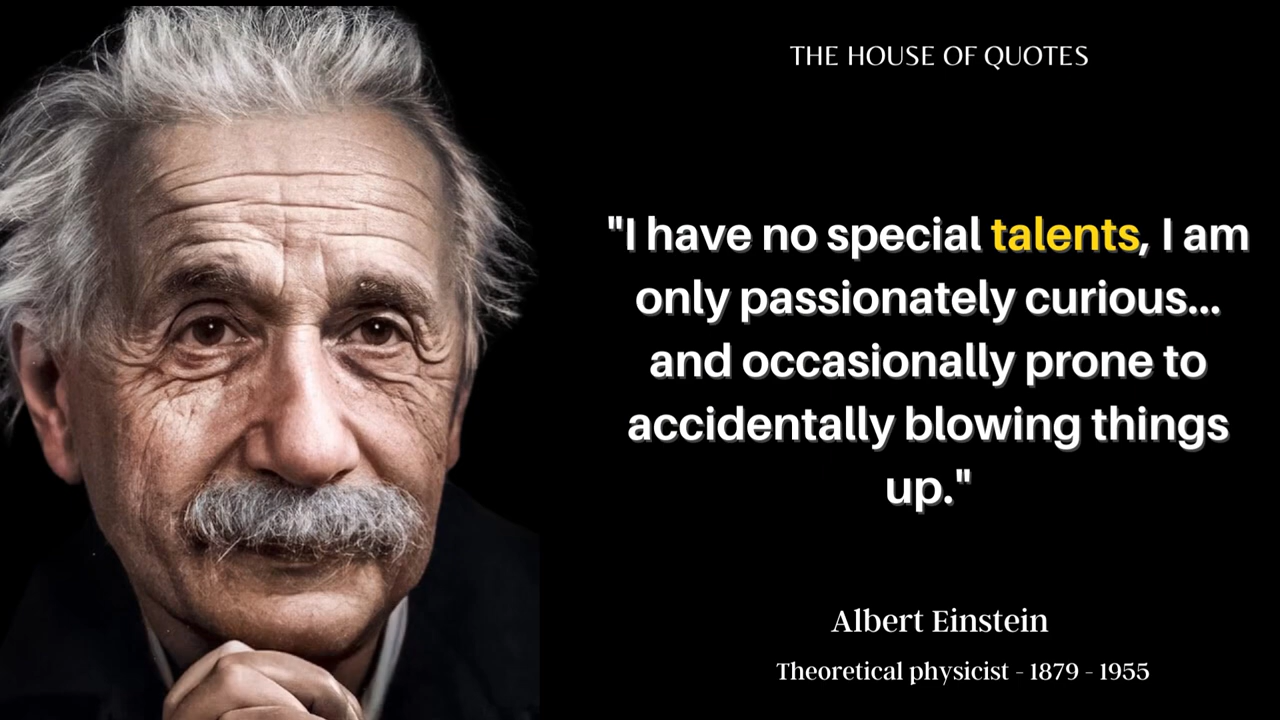 THE HOUSE OF QUOTES
"I have no special talents, I am
only passionately curious...
and occasionally prone to
accidentally blowing things
up."
Albert Einstein
Theoretical physicist - 1879 - 1955